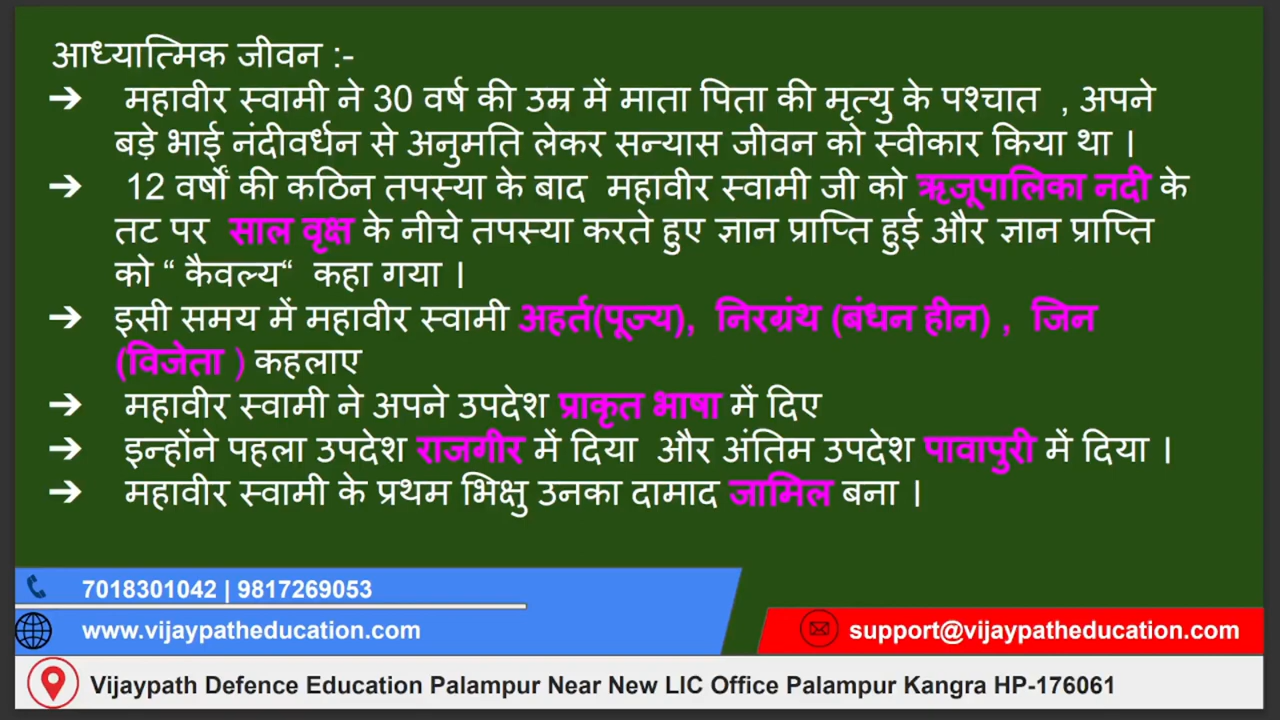 आध्यात्मिक जीवन :-
➔ महावीर स्वामी ने 30 वर्ष की उम्र में माता पिता की मृत्यु के पश्चात , अपने
बड़े भाई नंदीवर्धन से अनुमति लेकर सन्यास जीवन को स्वीकार किया था ।
➔ 12 वर्षों की कठिन तपस्या के बाद महावीर स्वामी जी को ऋजूपालिका नदी के
तट पर साल वृक्ष के नीचे तपस्या करते हुए ज्ञान प्राप्ति हुई और ज्ञान प्राप्ति
को “ कैवल्य“ कहा गया ।
➔ इसी समय में महावीर स्वामी अहर्त(पूज्य), निरग्रंथ (बंधन हीन) , जिन
(विजेता ) कहलाए
➔ महावीर स्वामी ने अपने उपदेश प्राकृत भाषा में दिए
➔ इन्होंने पहला उपदेश राजगीर में दिया और अंतिम उपदेश पावापुरी में दिया ।
➔ महावीर स्वामी के प्रथम भिक्षु उनका दामाद जामिल बना ।
7018301042 | 9817269053
www.vijaypatheducation.com
support@vijaypatheducation.com
Vijaypath Defence Education Palampur Near New LIC Office Palampur Kangra HP-176061